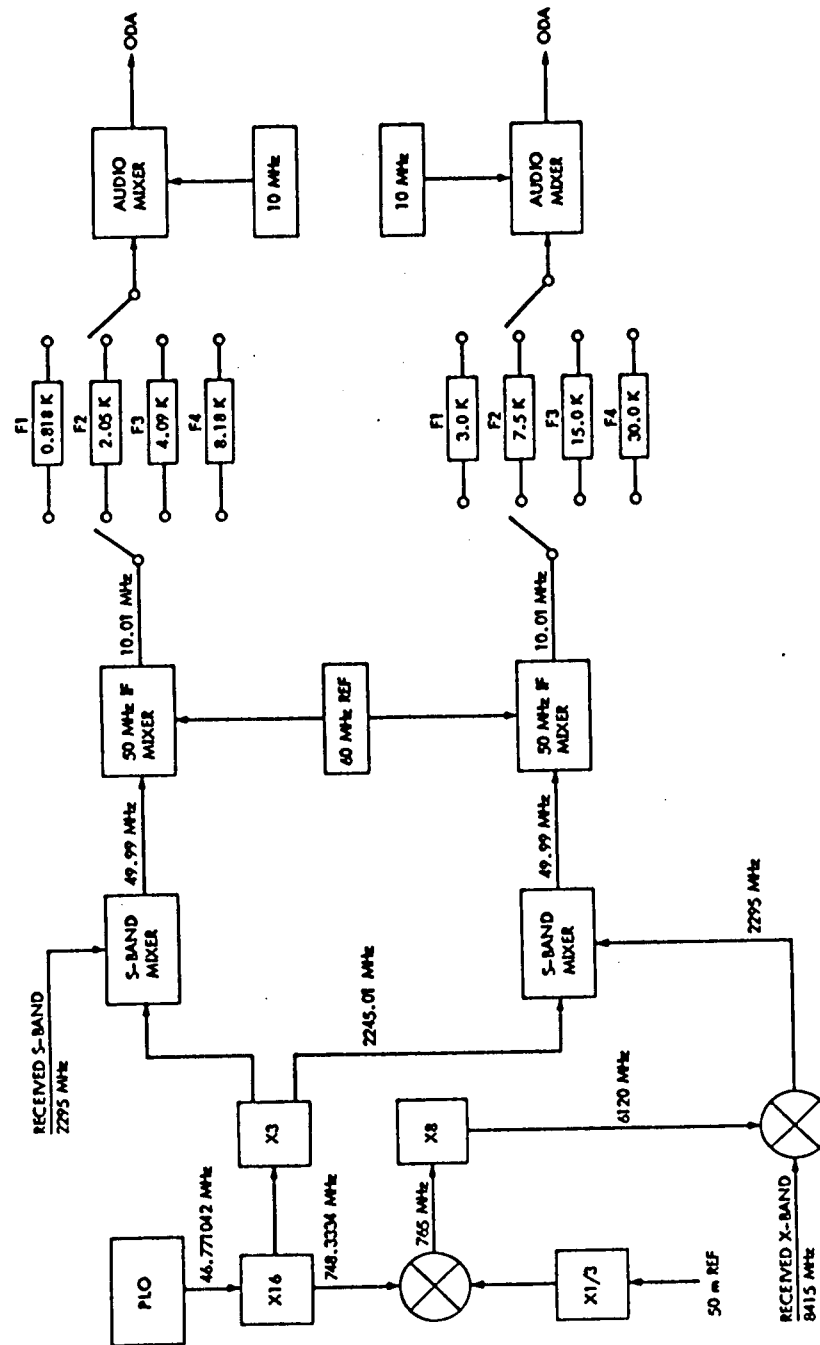 PLO
46.771042 MHz
X16
X3
748.3334 MHz
765 MHz
X8
X1/3
50 m REF
6120 MHz
RECEIVED X-BAND
8415 MHz
2295 MHz
RECEIVED S-BAND
2295 MHz
2245.01 MHz
S-BAND
MIXER
49.99 MHz
50 MHz IF
MIXER
10.01 MHz
60 MHz REF
F1
0.818 K
F2
2.05 K
F3
4.09 K
F4
8.18 K
AUDIO
MIXER
10 MHz
ODA
S-BAND
MIXER
49.99 MHz
50 MHz IF
MIXER
10.01 MHz
F1
3.0 K
F2
7.5 K
F3
15.0 K
F4
30.0 K
10 MHz
AUDIO
MIXER
ODA